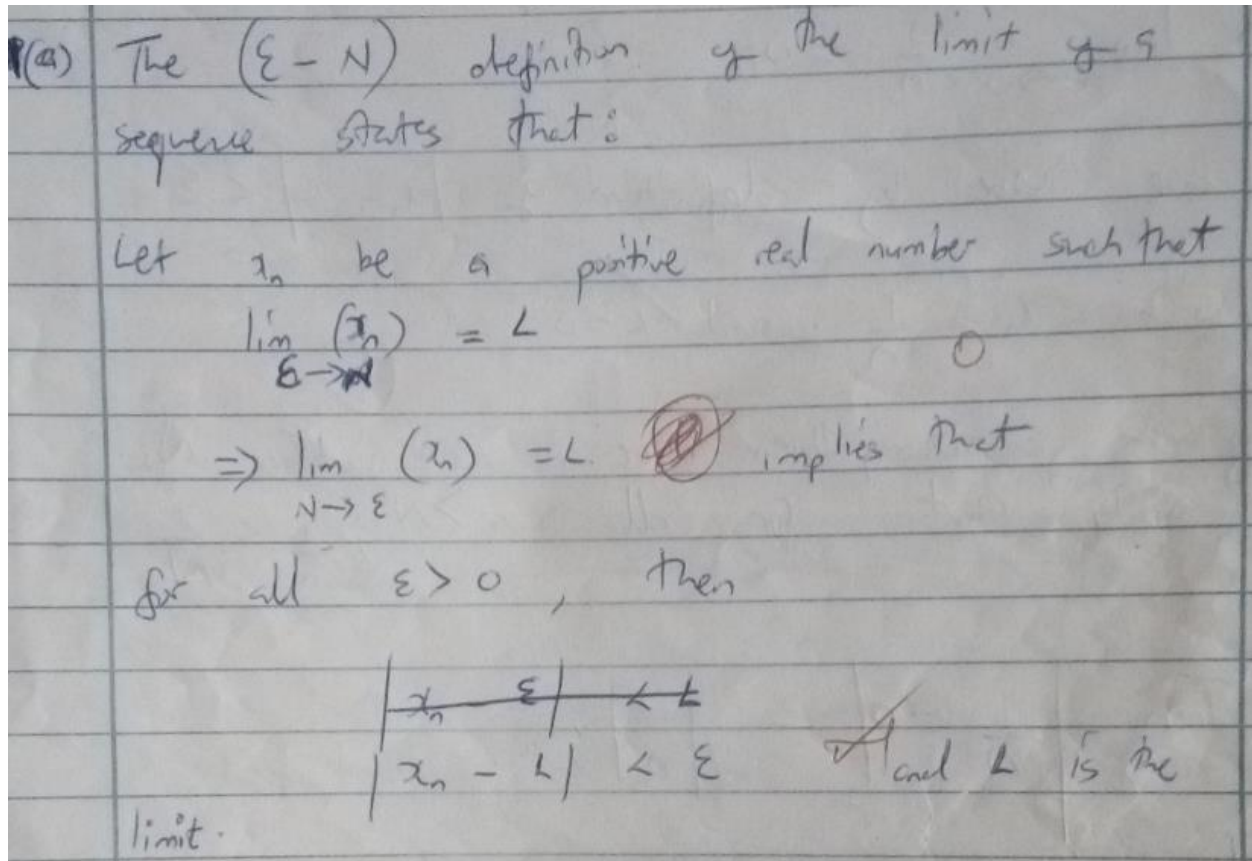 1(a) The (ε - N) definition of the limit of a
sequence states that:
Let xₙ be a positive real number such that
lim (xₙ) = L
ε → N
⇒ lim (xₙ) = L implies that
N → ε
for all ε > 0, then
|xₙ ε| < L
|xₙ - L| < ε and L is the
limit.